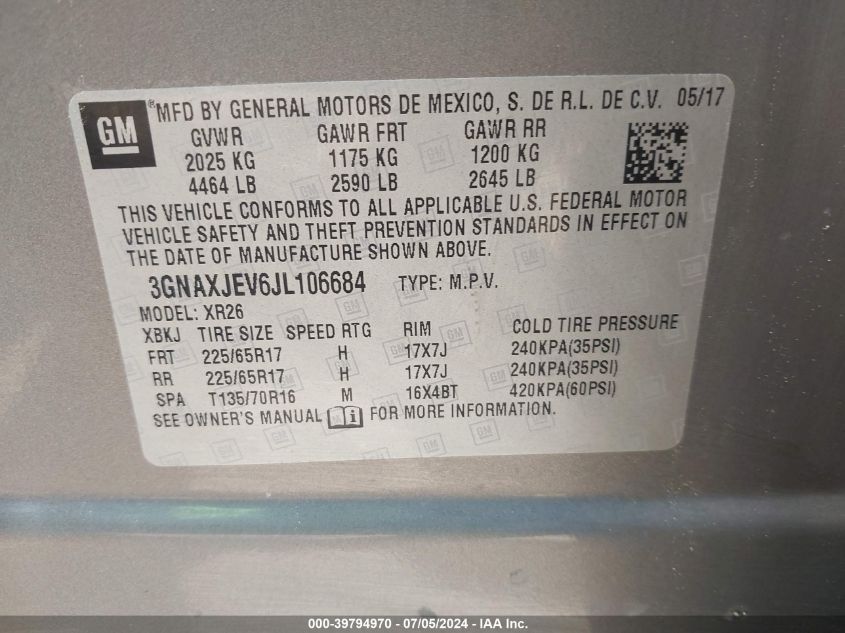 GM
®MFD BY GENERAL MOTORS DE MEXICO, S. DE R.L. DE C.V. 05/17
GVWR GAWR FRT GAWR RR
2025 KG 1175 KG 1200 KG
4464 LB 2590 LB 2645 LB
THIS VEHICLE CONFORMS TO ALL APPLICABLE U.S. FEDERAL MOTOR
VEHICLE SAFETY AND THEFT PREVENTION STANDARDS IN EFFECT ON
THE DATE OF MANUFACTURE SHOWN ABOVE.
3GNAXJEV6JL106684 TYPE: M.P.V.
MODEL: XR26
XBKJ TIRE SIZE SPEED RTG RIM COLD TIRE PRESSURE
FRT 225/65R17 H 17X7J 240KPA(35PSI)
RR 225/65R17 H 17X7J 240KPA(35PSI)
SPA T135/70R16 M 16X4BT 420KPA(60PSI)
SEE OWNER'S MANUAL i FOR MORE INFORMATION.
000-39794970 - 07/05/2024 - IAA Inc.